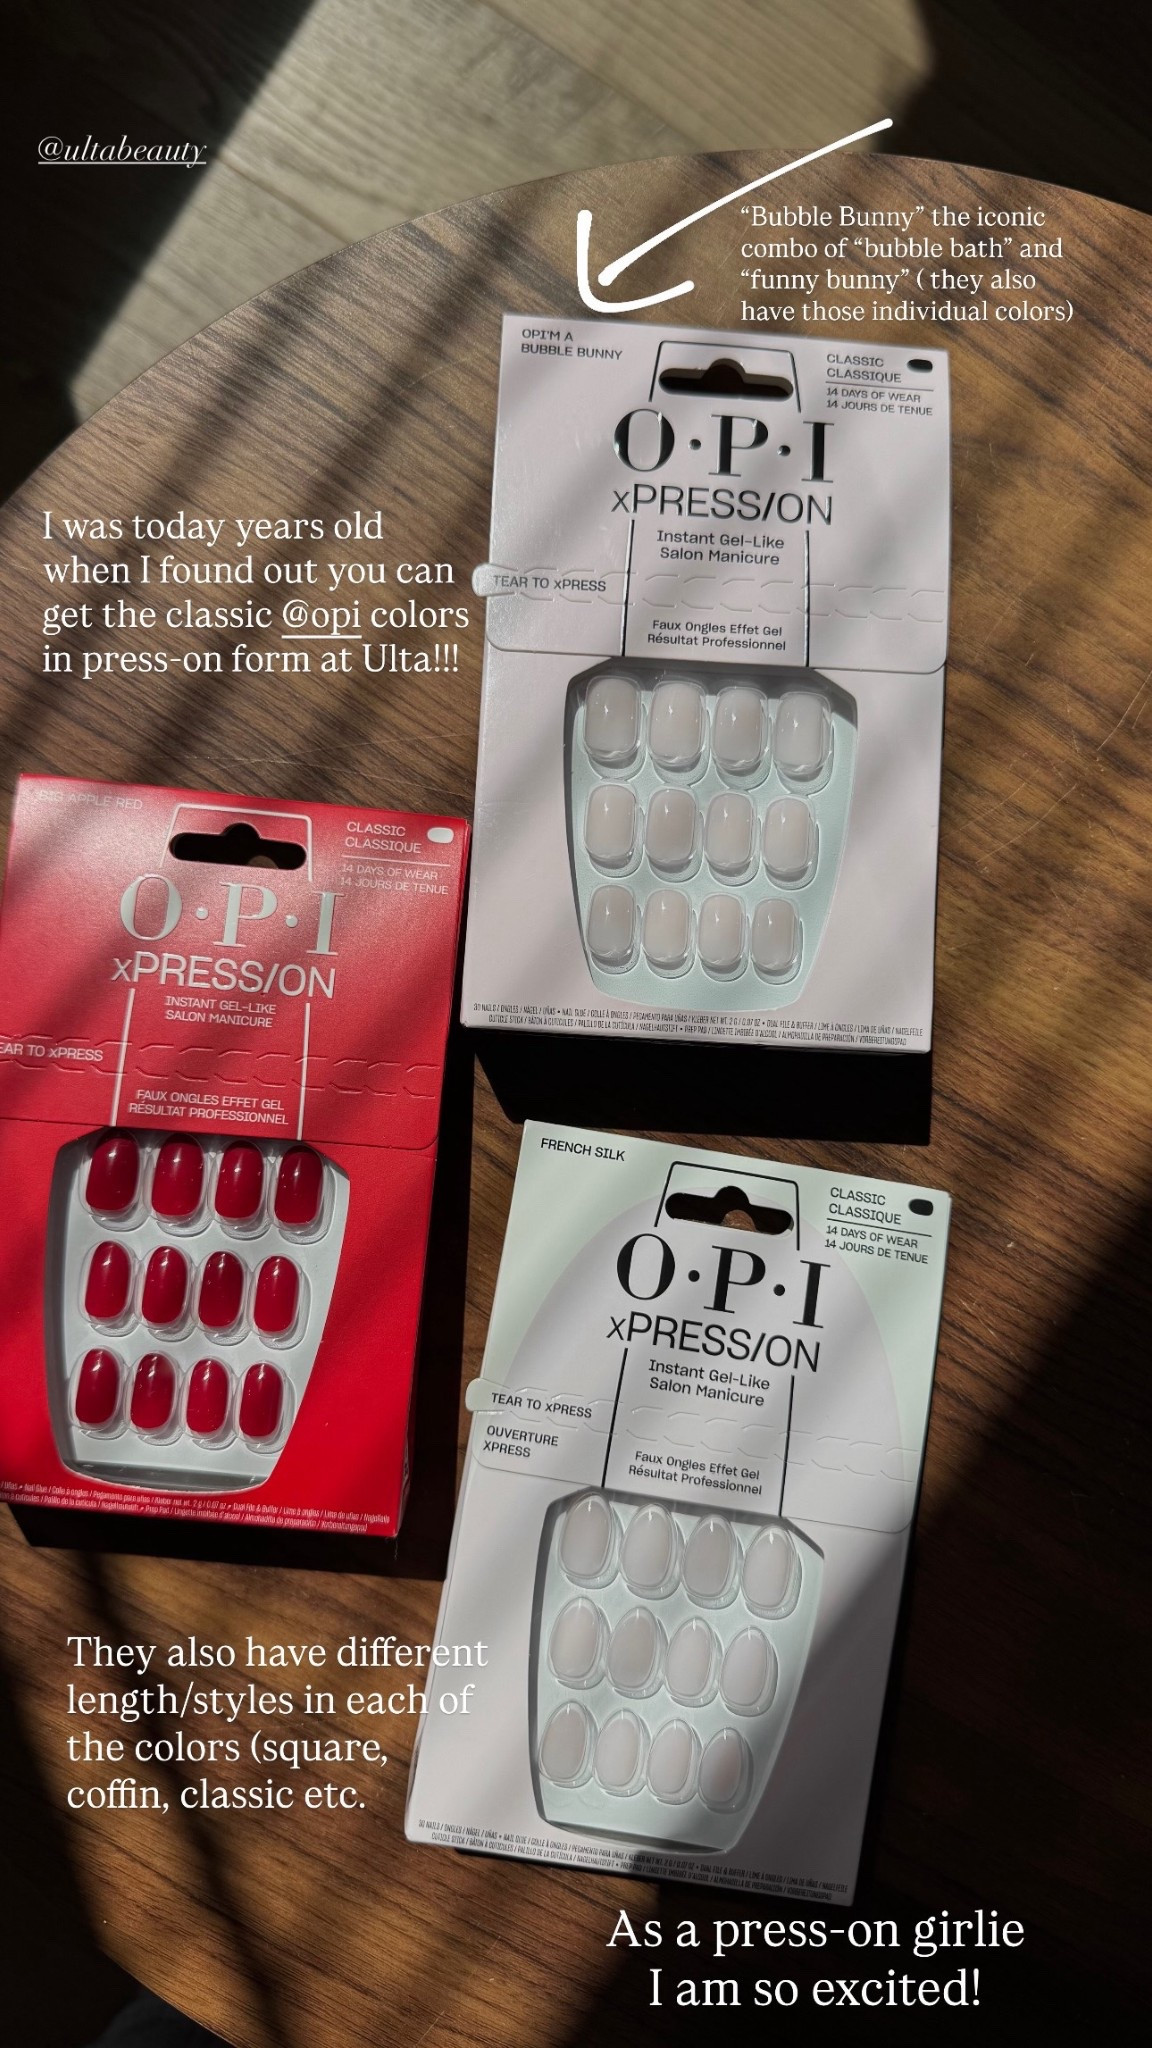 @ultabeauty
“Bubble Bunny” the iconic
combo of “bubble bath” and
“funny bunny” ( they also
have those individual colors)
OPI'M A
BUBBLE BUNNY
CLASSIC
CLASSIQUE
14 DAYS OF WEAR
14 JOURS DE TENUE
O·P·I
xPRESS/ON
Instant Gel-Like
Salon Manicure
TEAR TO xPRESS
Faux Ongles Effet Gel
Résultat Professionnel
I was today years old
when I found out you can
get the classic @opi colors
in press-on form at Ulta!!!
BIG APPLE RED
CLASSIC
CLASSIQUE
14 DAYS OF WEAR
14 JOURS DE TENUE
O·P·I
xPRESS/ON
INSTANT GEL-LIKE
SALON MANICURE
EAR TO xPRESS
FAUX ONGLES EFFET GEL
RÉSULTAT PROFESSIONNEL
FRENCH SILK
CLASSIC
CLASSIQUE
14 DAYS OF WEAR
14 JOURS DE TENUE
O·P·I
xPRESS/ON
Instant Gel-Like
Salon Manicure
TEAR TO xPRESS
OUVERTURE
XPRESS
Faux Ongles Effet Gel
Résultat Professionnel
They also have different
length/styles in each of
the colors (square,
coffin, classic etc.
As a press-on girlie
I am so excited!